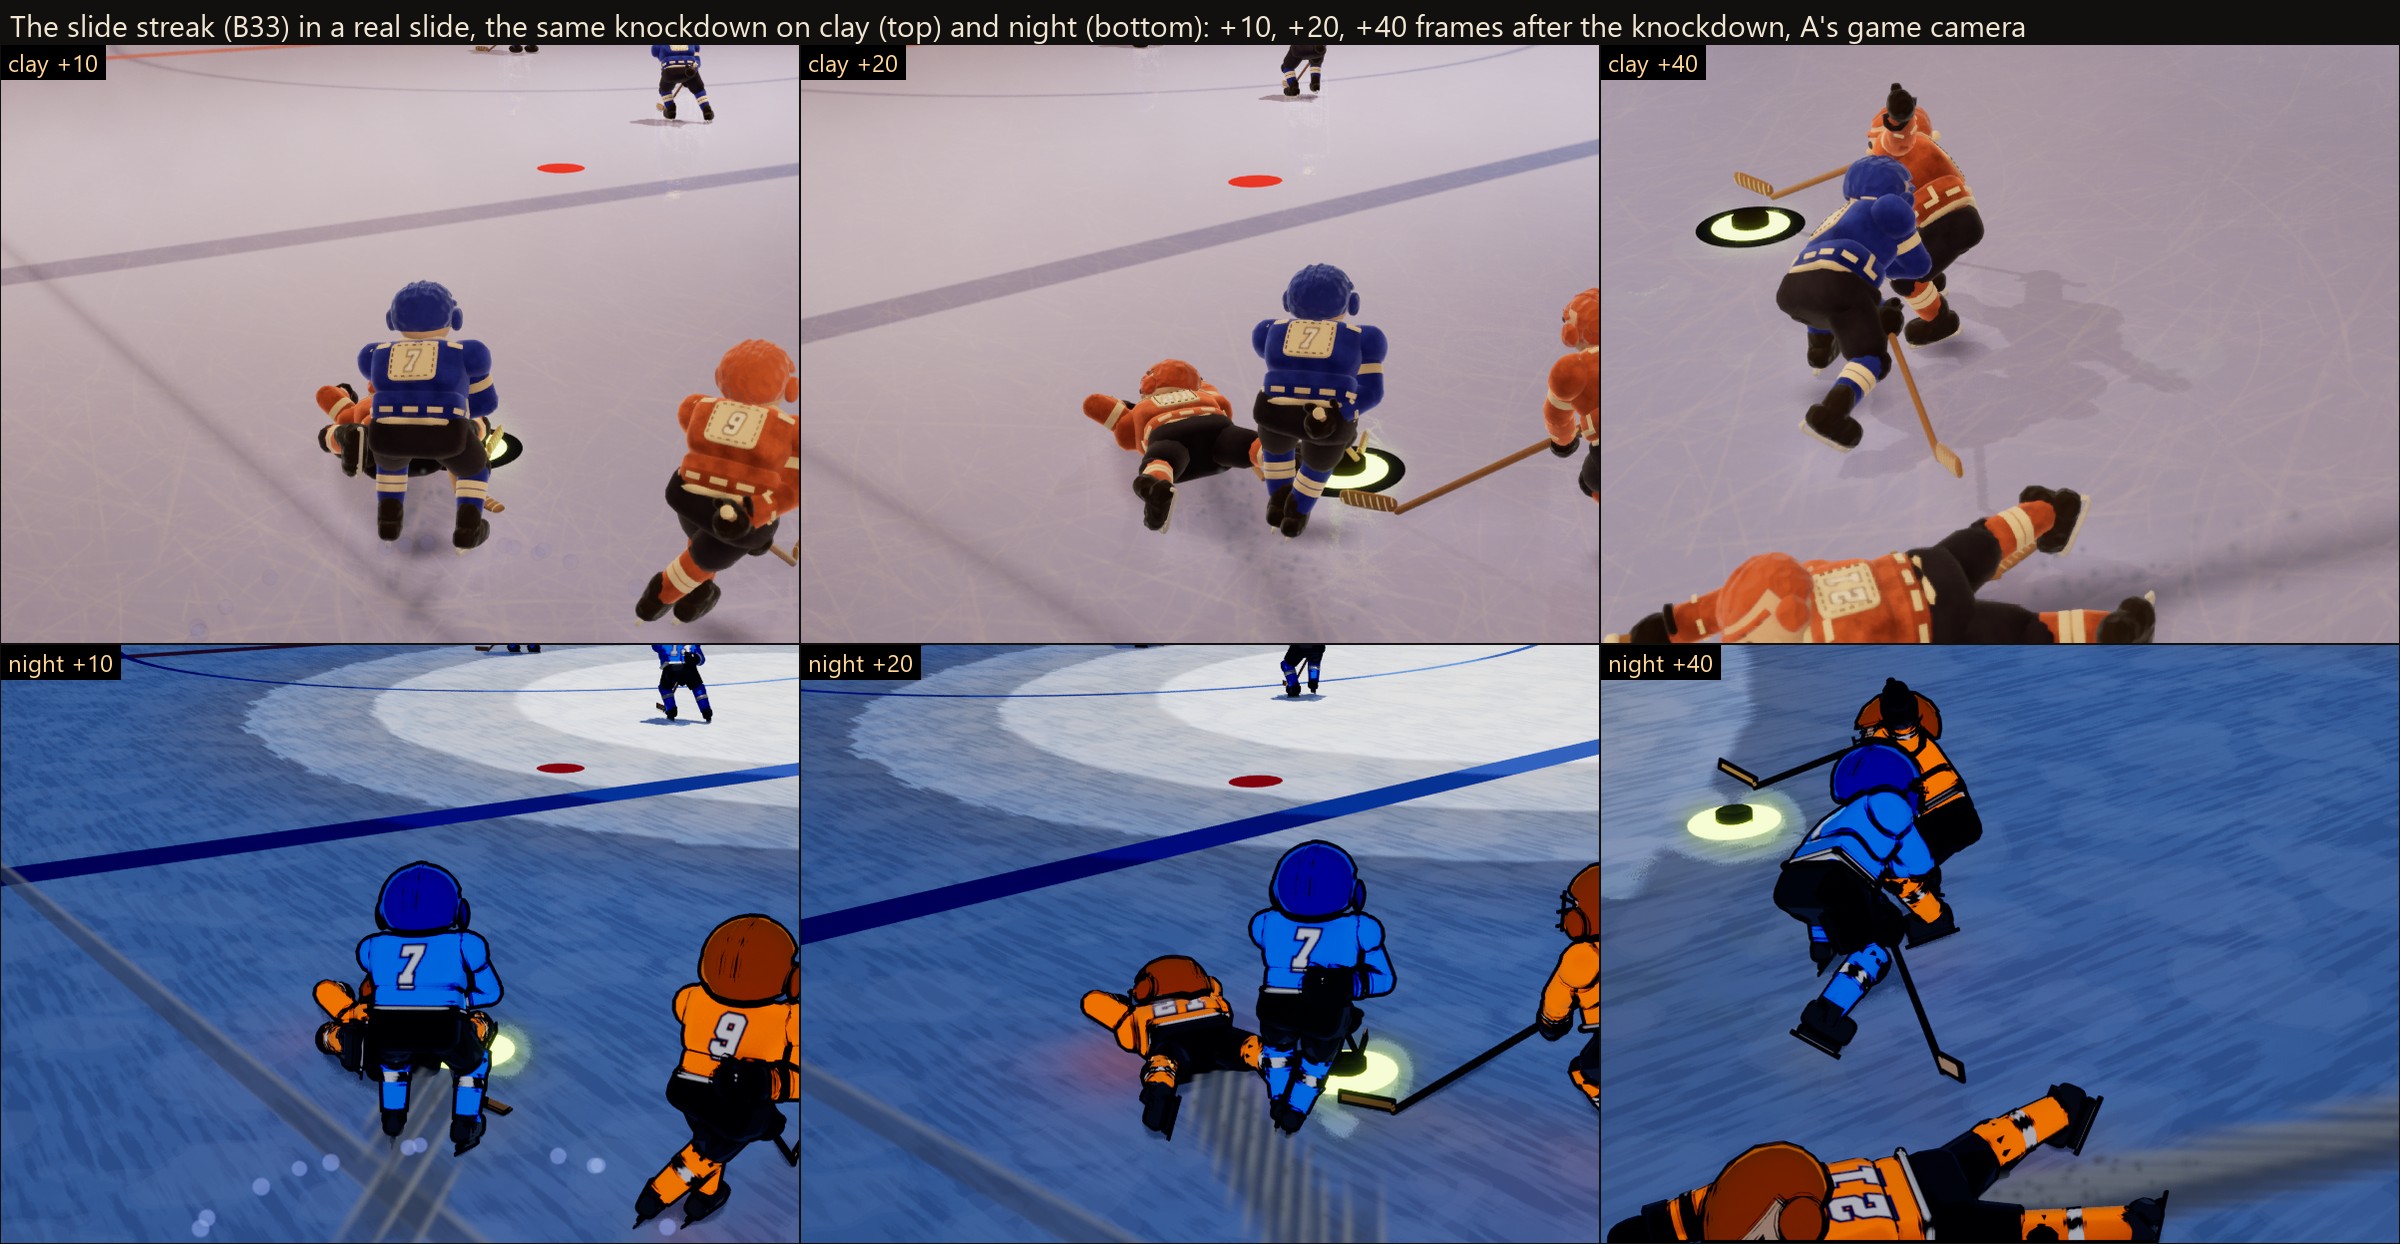 The slide streak (B33) in a real slide, the same knockdown on clay (top) and night (bottom): +10, +20, +40 frames after the knockdown, A's game camera
clay +10
clay +20
clay +40
7
9
7
12
night +10
night +20
night +40
7
9
7
12